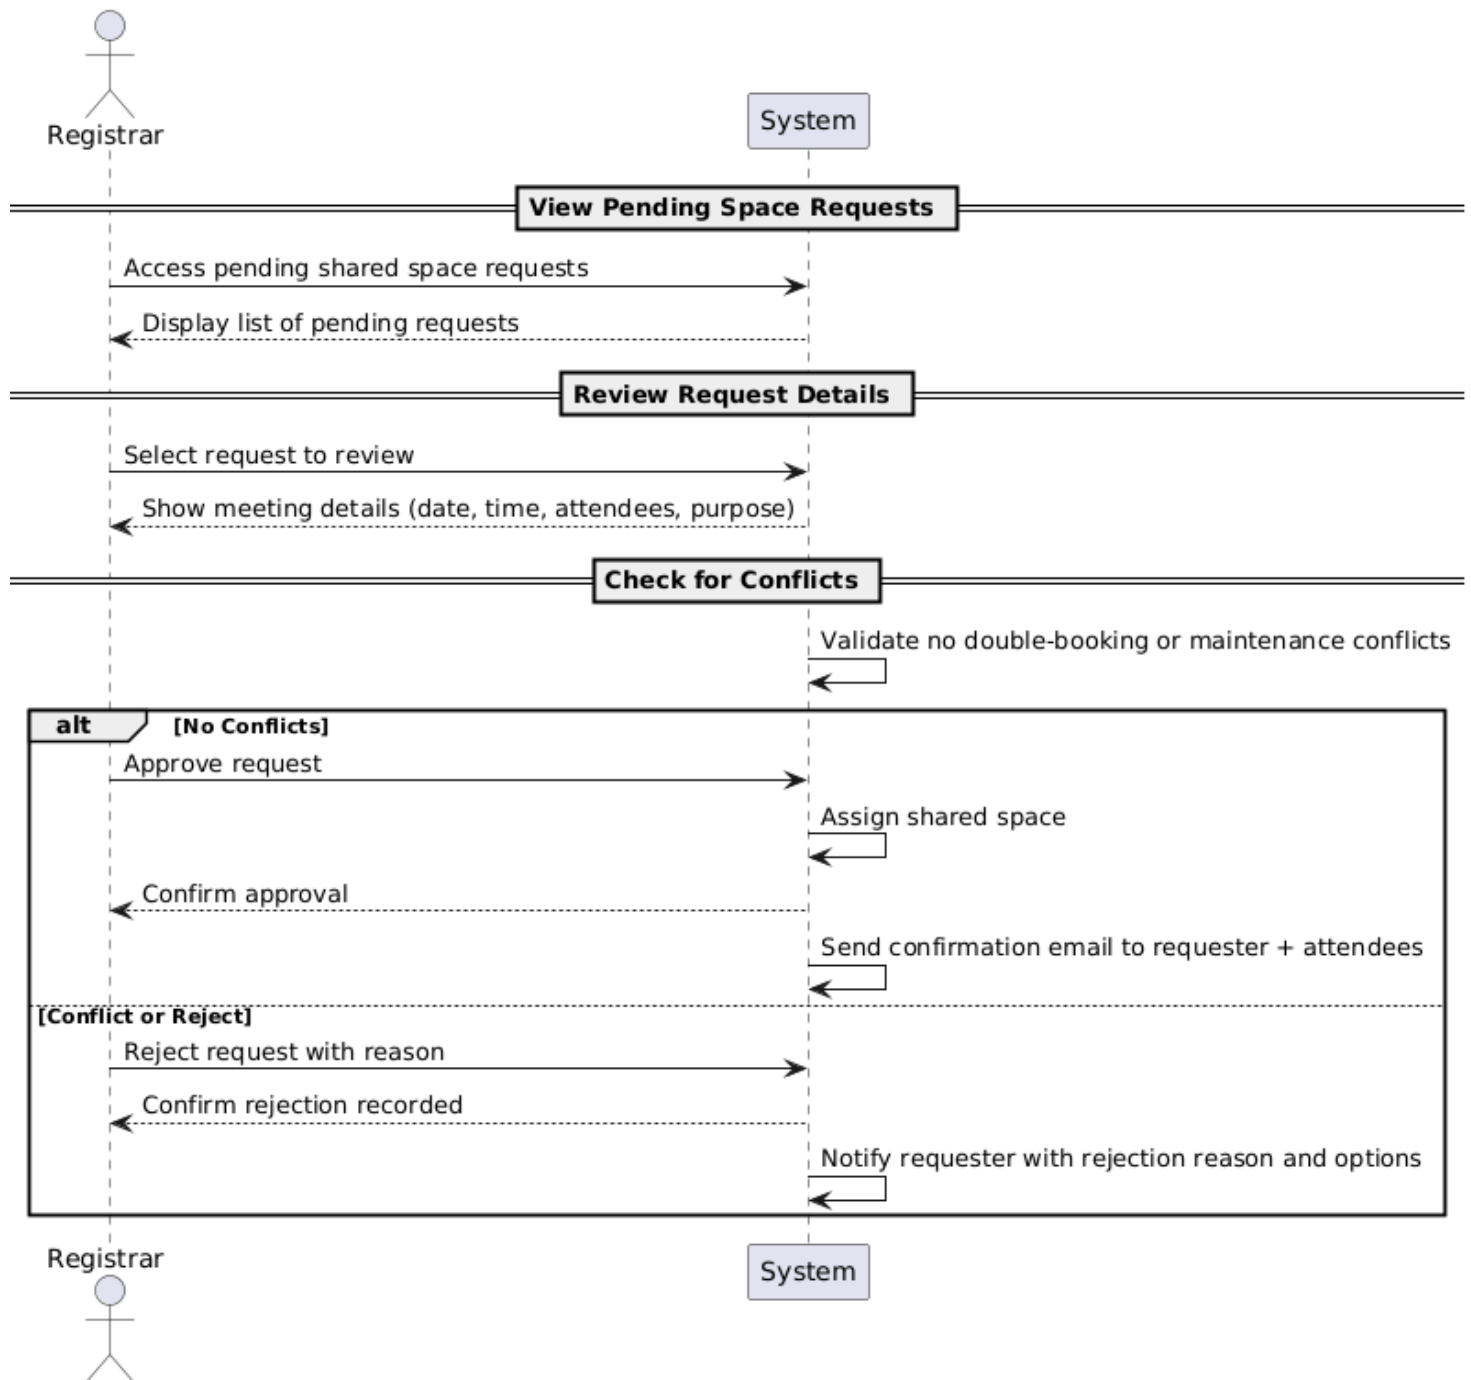 Registrar
System
View Pending Space Requests
Access pending shared space requests
Display list of pending requests
Review Request Details
Select request to review
Show meeting details (date, time, attendees, purpose)
Check for Conflicts
Validate no double-booking or maintenance conflicts
alt [No Conflicts]
Approve request
Assign shared space
Confirm approval
Send confirmation email to requester + attendees
[Conflict or Reject]
Reject request with reason
Confirm rejection recorded
Notify requester with rejection reason and options
Registrar
System